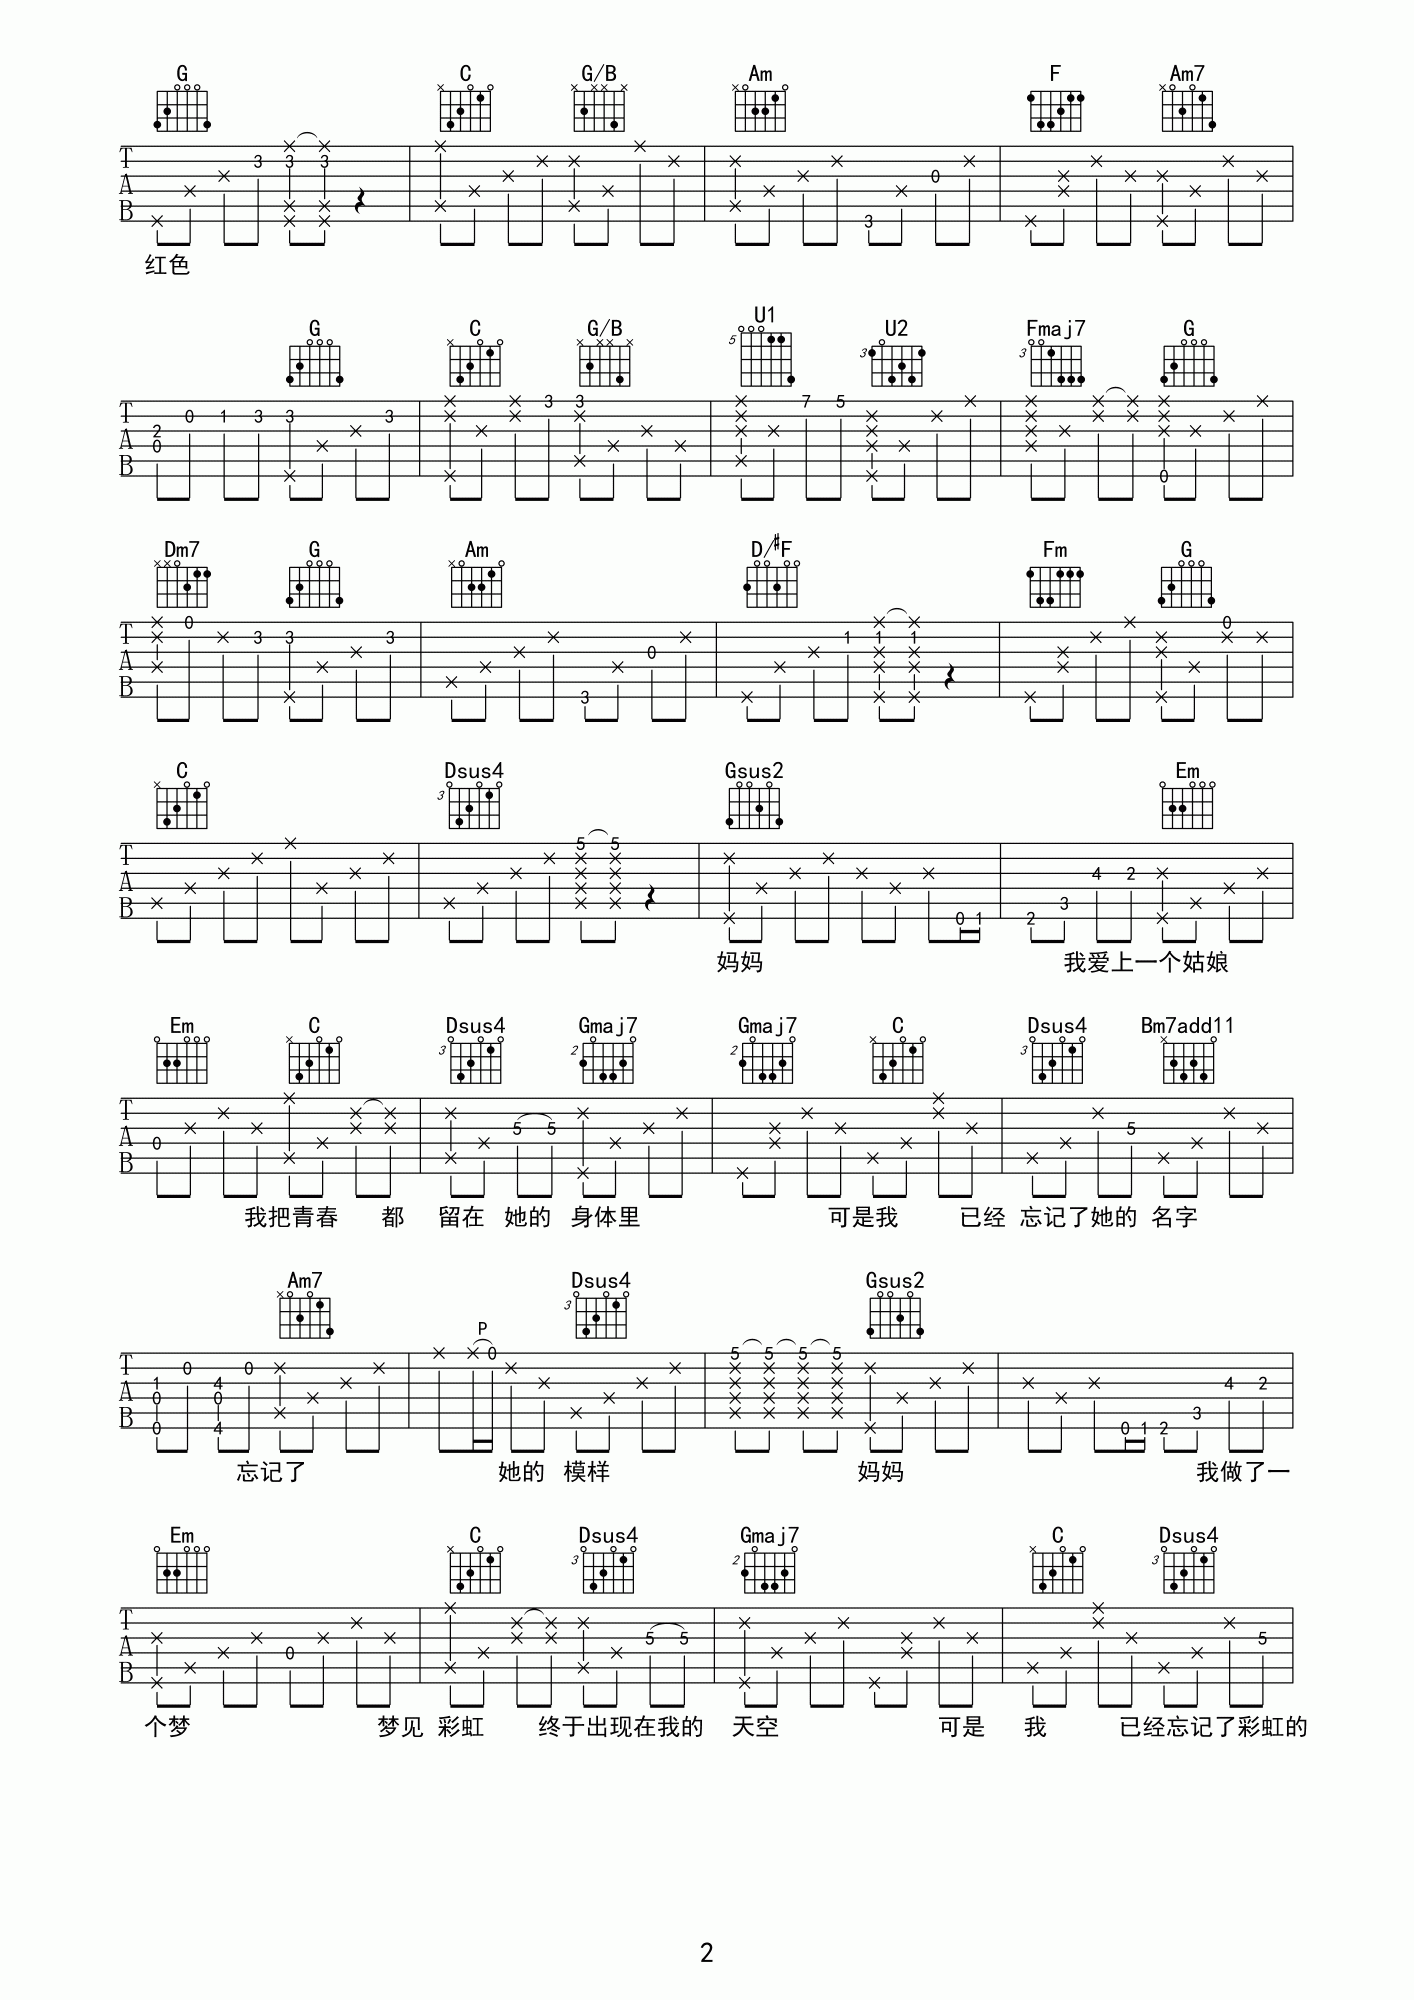 G C G/B Am F Am7
红色
G C G/B U1 U2 Fmaj7 G
Dm7 G Am D/#F Fm G
C Dsus4 Gsus2 Em
妈妈 我爱上一个姑娘
Em C Dsus4 Gmaj7 Gmaj7 C Dsus4 Bm7add11
我把青春 都 留在 她的 身体里 可是我 已经 忘记了她的 名字
Am7 Dsus4 Gsus2
P
忘记了 她的 模样 妈妈 我做了一
Em C Dsus4 Gmaj7 C Dsus4
个梦 梦见 彩虹 终于出现在我的 天空 可是 我 已经忘记了彩虹的
2